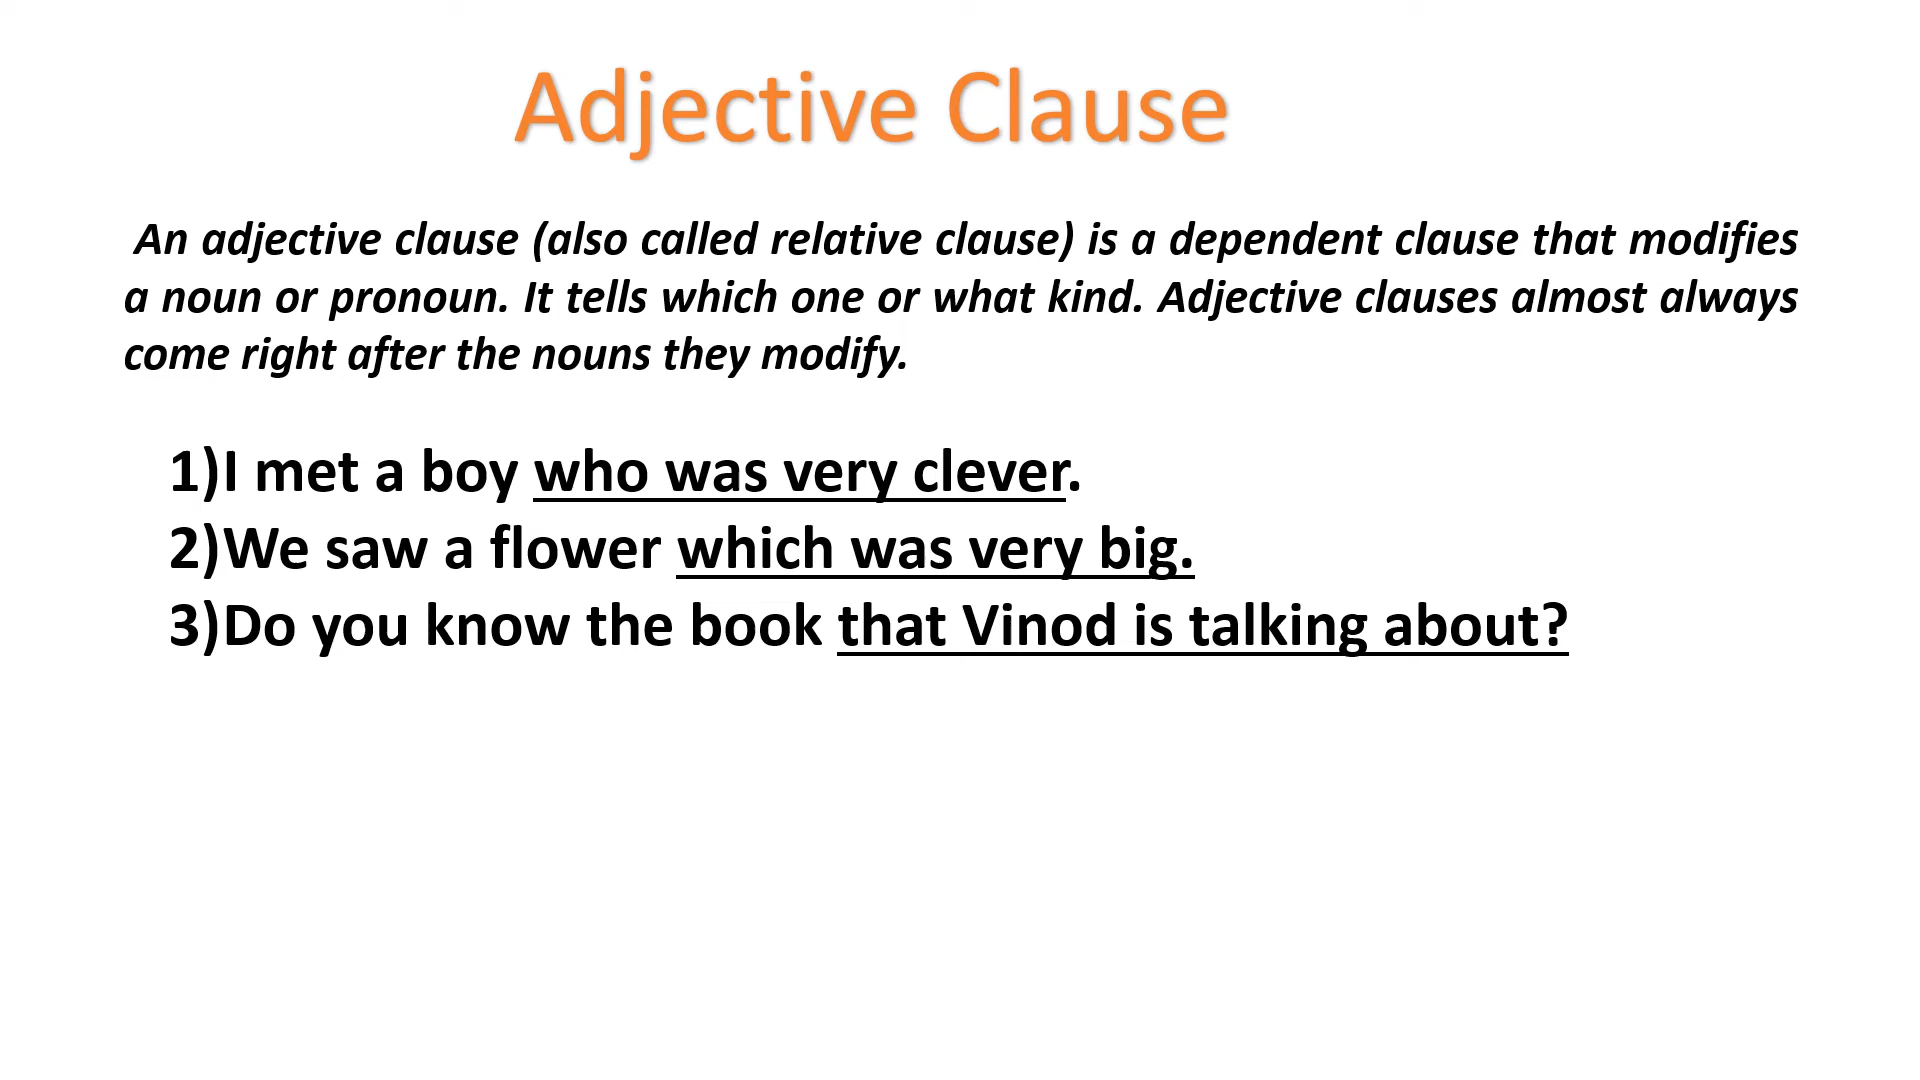 Adjective Clause
An adjective clause (also called relative clause) is a dependent clause that modifies
a noun or pronoun. It tells which one or what kind. Adjective clauses almost always
come right after the nouns they modify.
1)I met a boy who was very clever.
2)We saw a flower which was very big.
3)Do you know the book that Vinod is talking about?